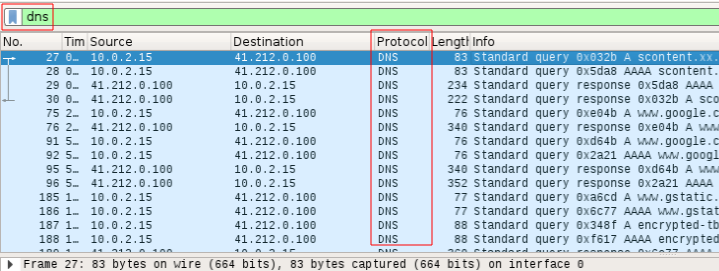 dns
No. Tim Source Destination Protocol Length Info
27 0… 10.0.2.15 41.212.0.100 DNS 83 Standard query 0x032b A scontent.xx.
28 0… 10.0.2.15 41.212.0.100 DNS 83 Standard query 0x5da8 AAAA scontent.
29 0… 41.212.0.100 10.0.2.15 DNS 234 Standard query response 0x5da8 AAAA
30 0… 41.212.0.100 10.0.2.15 DNS 222 Standard query response 0x032b A sco
75 2… 10.0.2.15 41.212.0.100 DNS 76 Standard query 0xe04b A www.google.c
76 2… 41.212.0.100 10.0.2.15 DNS 340 Standard query response 0xe04b A www
91 5… 10.0.2.15 41.212.0.100 DNS 76 Standard query 0xd64b A www.google.c
92 5… 10.0.2.15 41.212.0.100 DNS 76 Standard query 0x2a21 AAAA www.googl
95 5… 41.212.0.100 10.0.2.15 DNS 340 Standard query response 0xd64b A www
96 5… 41.212.0.100 10.0.2.15 DNS 352 Standard query response 0x2a21 AAAA
185 1… 10.0.2.15 41.212.0.100 DNS 77 Standard query 0xa6cd A www.gstatic.
186 1… 10.0.2.15 41.212.0.100 DNS 77 Standard query 0x6c77 AAAA www.gstat
187 1… 10.0.2.15 41.212.0.100 DNS 88 Standard query 0x348f A encrypted-tb
188 1… 10.0.2.15 41.212.0.100 DNS 88 Standard query 0xf617 AAAA encrypted
Frame 27: 83 bytes on wire (664 bits), 83 bytes captured (664 bits) on interface 0